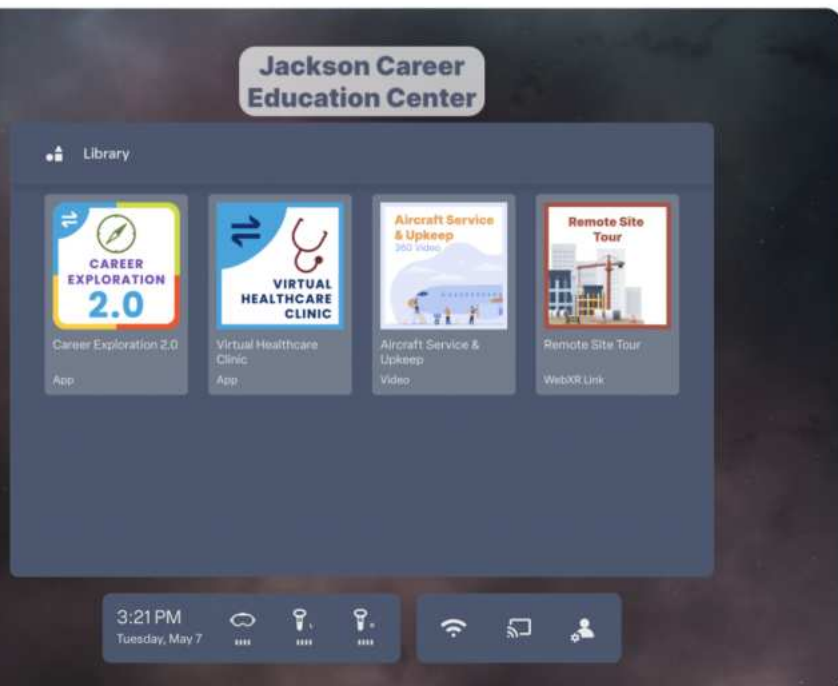 Jackson Career
Education Center
Library
CAREER
EXPLORATION
2.0
VIRTUAL
HEALTHCARE
CLINIC
Aircraft Service
& Upkeep
360 Video
Remote Site
Tour
Career Exploration 2.0
App
Virtual Healthcare
Clinic
App
Aircraft Service &
Upkeep
Video
Remote Site Tour
WebXR Link
3:21 PM
Tuesday, May 7
L
R